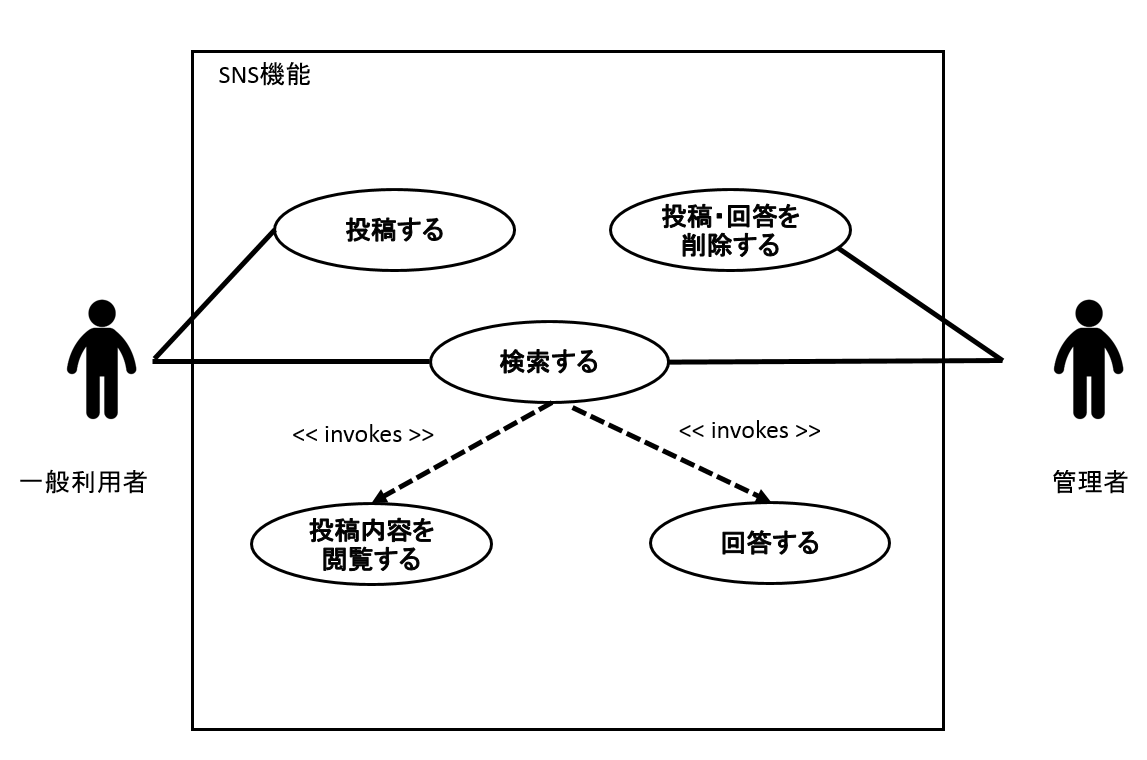 SNS機能
投稿する
投稿・回答を
削除する
検索する
<< invokes >>
<< invokes >>
一般利用者
管理者
投稿内容を
閲覧する
回答する